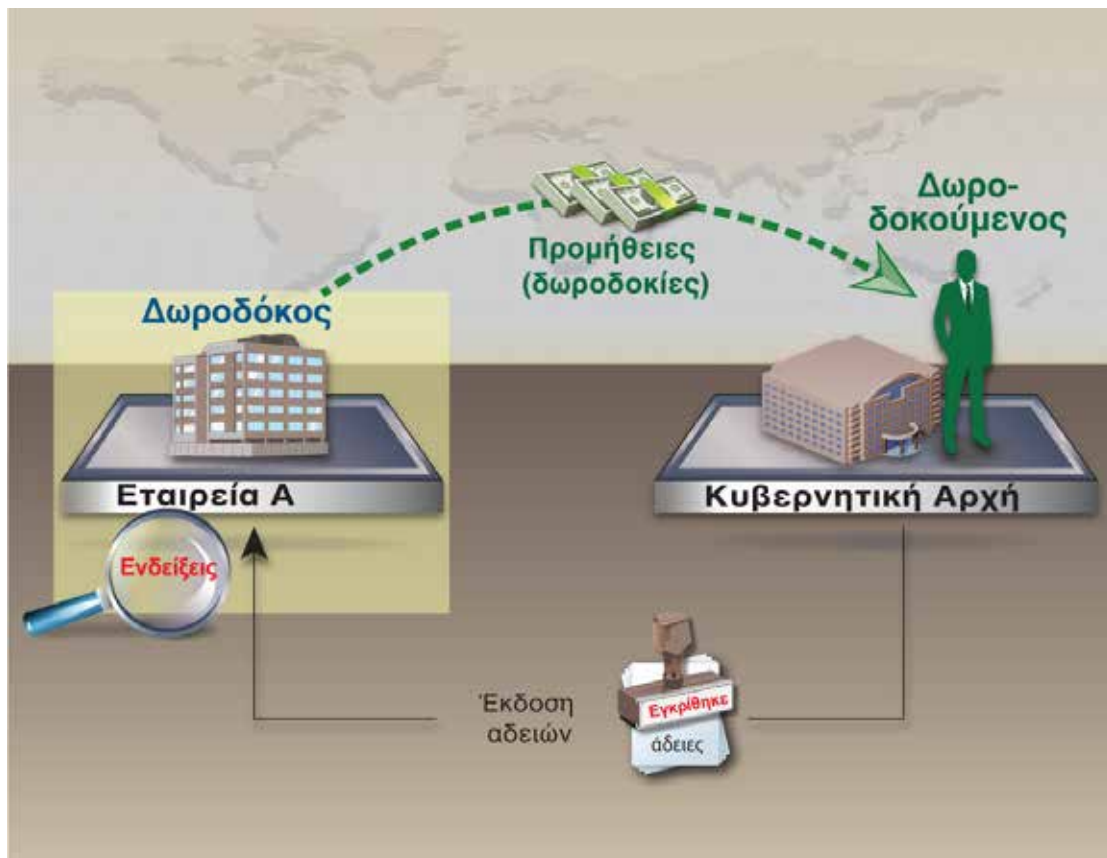 Δωρο-
δοκούμενος
Προμήθειες
(δωροδοκίες)
Δωροδόκος
Εταιρεία Α
Κυβερνητική Αρχή
Ενδείξεις
Έκδοση
αδειών
Εγκρίθηκε
άδειες